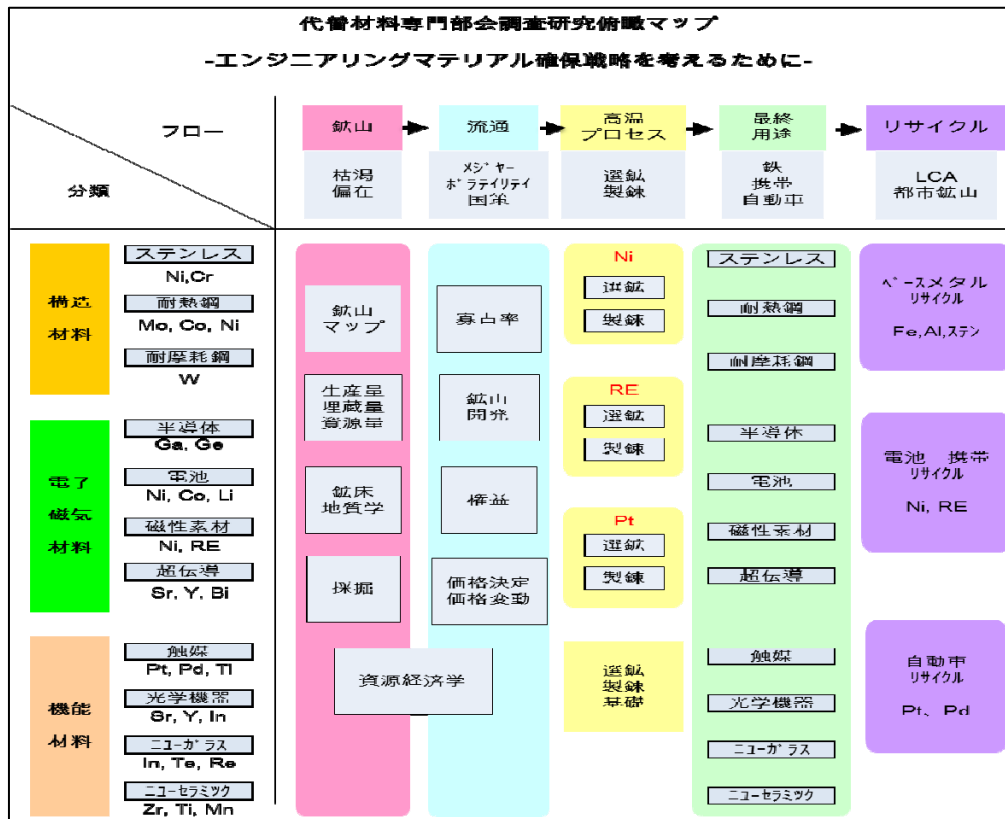 代替材料専門部会調査研究俯瞰マップ
-エンジニアリングマテリアル確保戦略を考えるために-
フロー
分類
鉱山
流通
高温
プロセス
最終
用途
リサイクル
枯渇
偏在
ﾒｼﾞﾔｰ
ﾎﾞﾗﾃｲﾘﾃｲ
国策
選鉱
製錬
鉄
携帯
自動車
LCA
都市鉱山
構造
材料
ステンレス
Ni,Cr
耐熱鋼
Mo, Co, Ni
耐摩耗鋼
W
電子
磁気
材料
半導体
Ga, Ge
電池
Ni, Co, Li
磁性素材
Ni, RE
超伝導
Sr, Y, Bi
機能
材料
触媒
Pt, Pd, Tl
光学機器
Sr, Y, In
ﾆｭｰｶﾞﾗｽ
In, Te, Re
ﾆｭｰｾﾗﾐｯｸ
Zr, Ti, Mn
鉱山
マップ
生産量
埋蔵量
資源量
鉱床
地質学
採掘
寡占率
鉱山
開発
権益
価格決定
価格変動
資源経済学
Ni
選鉱
製錬
RE
選鉱
製錬
Pt
選鉱
製錬
選鉱
製錬
基礎
ステンレス
耐熱鋼
耐摩耗鋼
半導体
電池
磁性素材
超伝導
触媒
光学機器
ﾆｭｰｶﾞﾗｽ
ﾆｭｰｾﾗﾐｯｸ
ﾍﾞｰｽメタル
ﾘｻｲｸﾙ
Fe,Al,ｽﾃﾝ
電池 携帯
ﾘｻｲｸﾙ
Ni, RE
自動車
ﾘｻｲｸﾙ
Pt、Pd